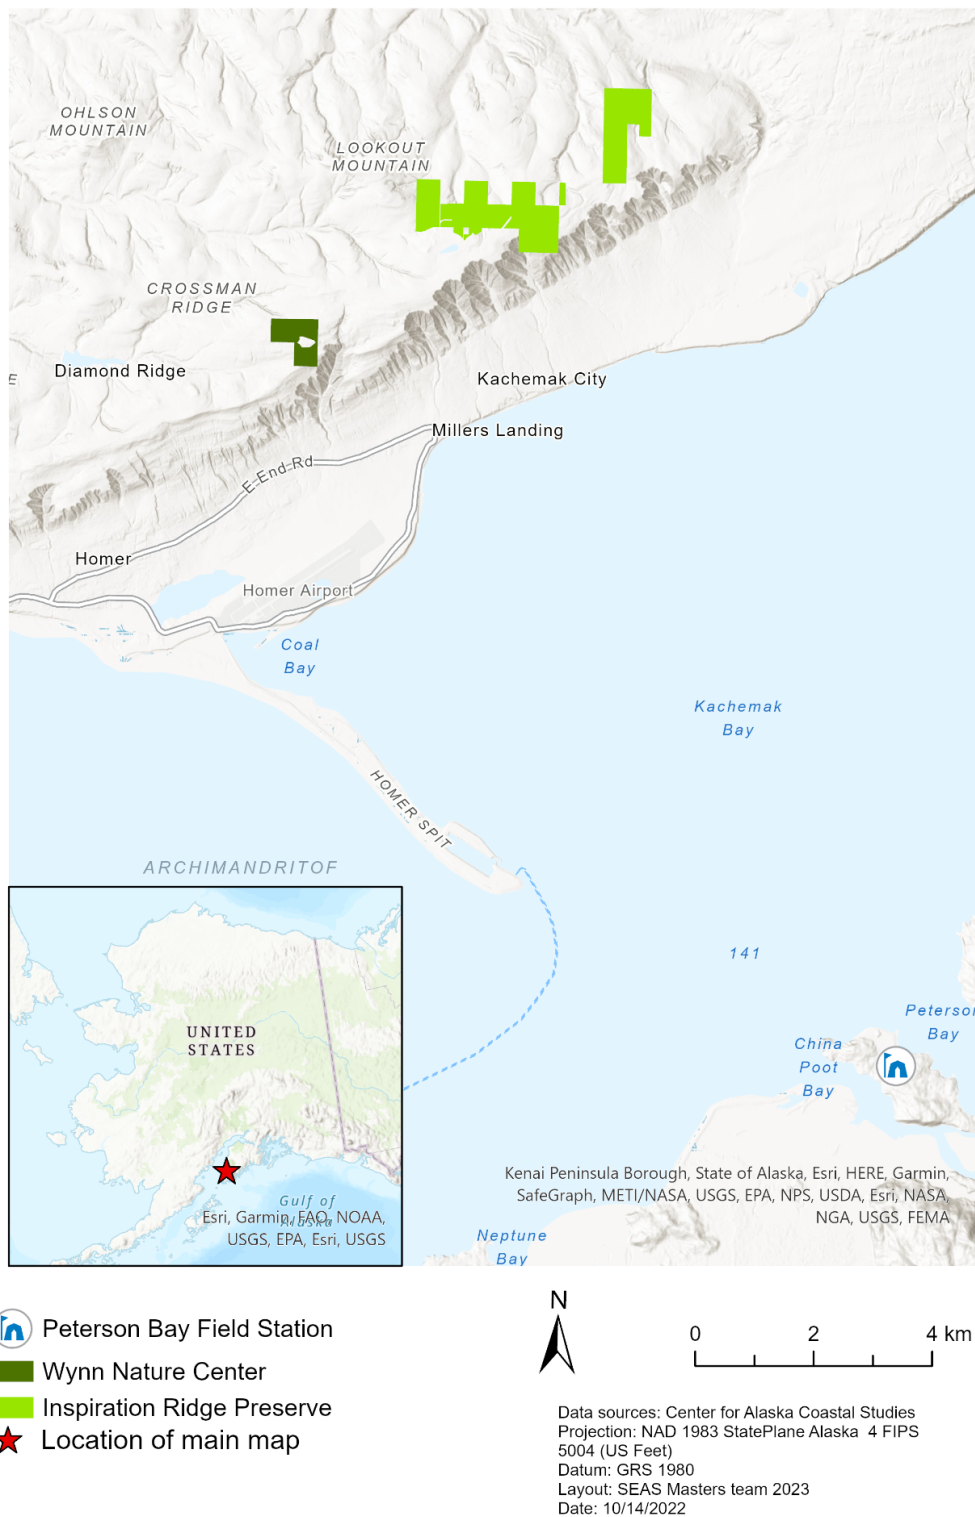 OHLSON
MOUNTAIN
LOOKOUT
MOUNTAIN
CROSSMAN
RIDGE
Diamond Ridge
E
Kachemak City
Millers Landing
E End Rd
Homer
Homer Airport
Coal
Bay
Kachemak
Bay
HOMER SPIT
ARCHIMANDRITOF
141
Peterson
Bay
China
Poot
Bay
UNITED
STATES
Gulf of
Alaska
Esri, Garmin, FAO, NOAA,
USGS, EPA, Esri, USGS
Kenai Peninsula Borough, State of Alaska, Esri, HERE, Garmin,
SafeGraph, METI/NASA, USGS, EPA, NPS, USDA, Esri, NASA,
NGA, USGS, FEMA
Neptune
Bay
Peterson Bay Field Station
Wynn Nature Center
Inspiration Ridge Preserve
Location of main map
N
0 2 4 km
Data sources: Center for Alaska Coastal Studies
Projection: NAD 1983 StatePlane Alaska 4 FIPS
5004 (US Feet)
Datum: GRS 1980
Layout: SEAS Masters team 2023
Date: 10/14/2022